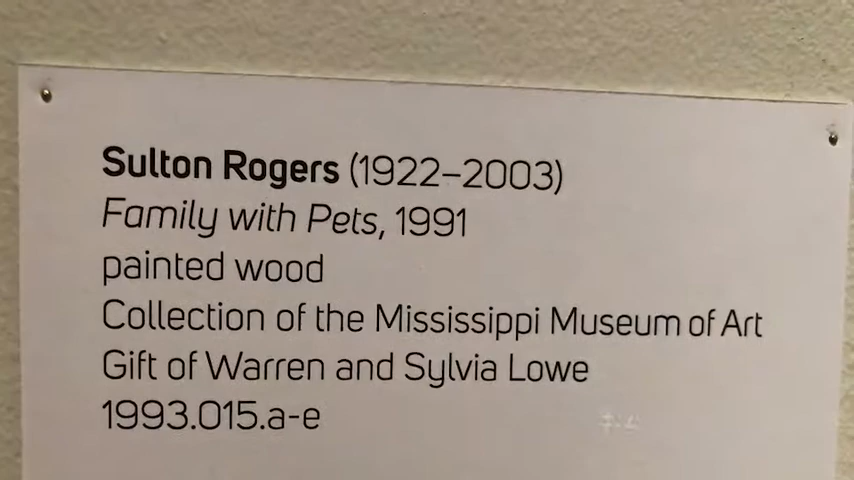 Sulton Rogers (1922–2003)
Family with Pets, 1991
painted wood
Collection of the Mississippi Museum of Art
Gift of Warren and Sylvia Lowe
1993.015.a-e